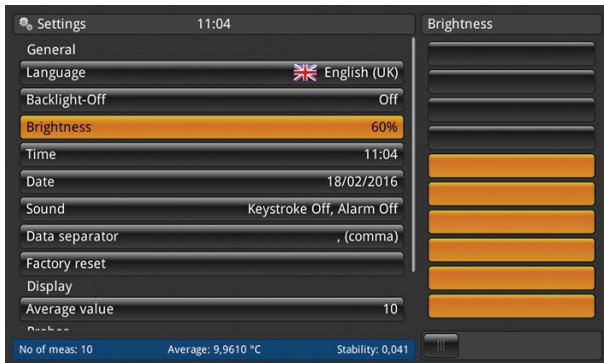 Settings 11:04
Brightness
General
Language English (UK)
Backlight-Off Off
Brightness 60%
Time 11:04
Date 18/02/2016
Sound Keystroke Off, Alarm Off
Data separator , (comma)
Factory reset
Display
Average value 10
Probes
No of meas: 10 Average: 9,9610 °C Stability: 0,041